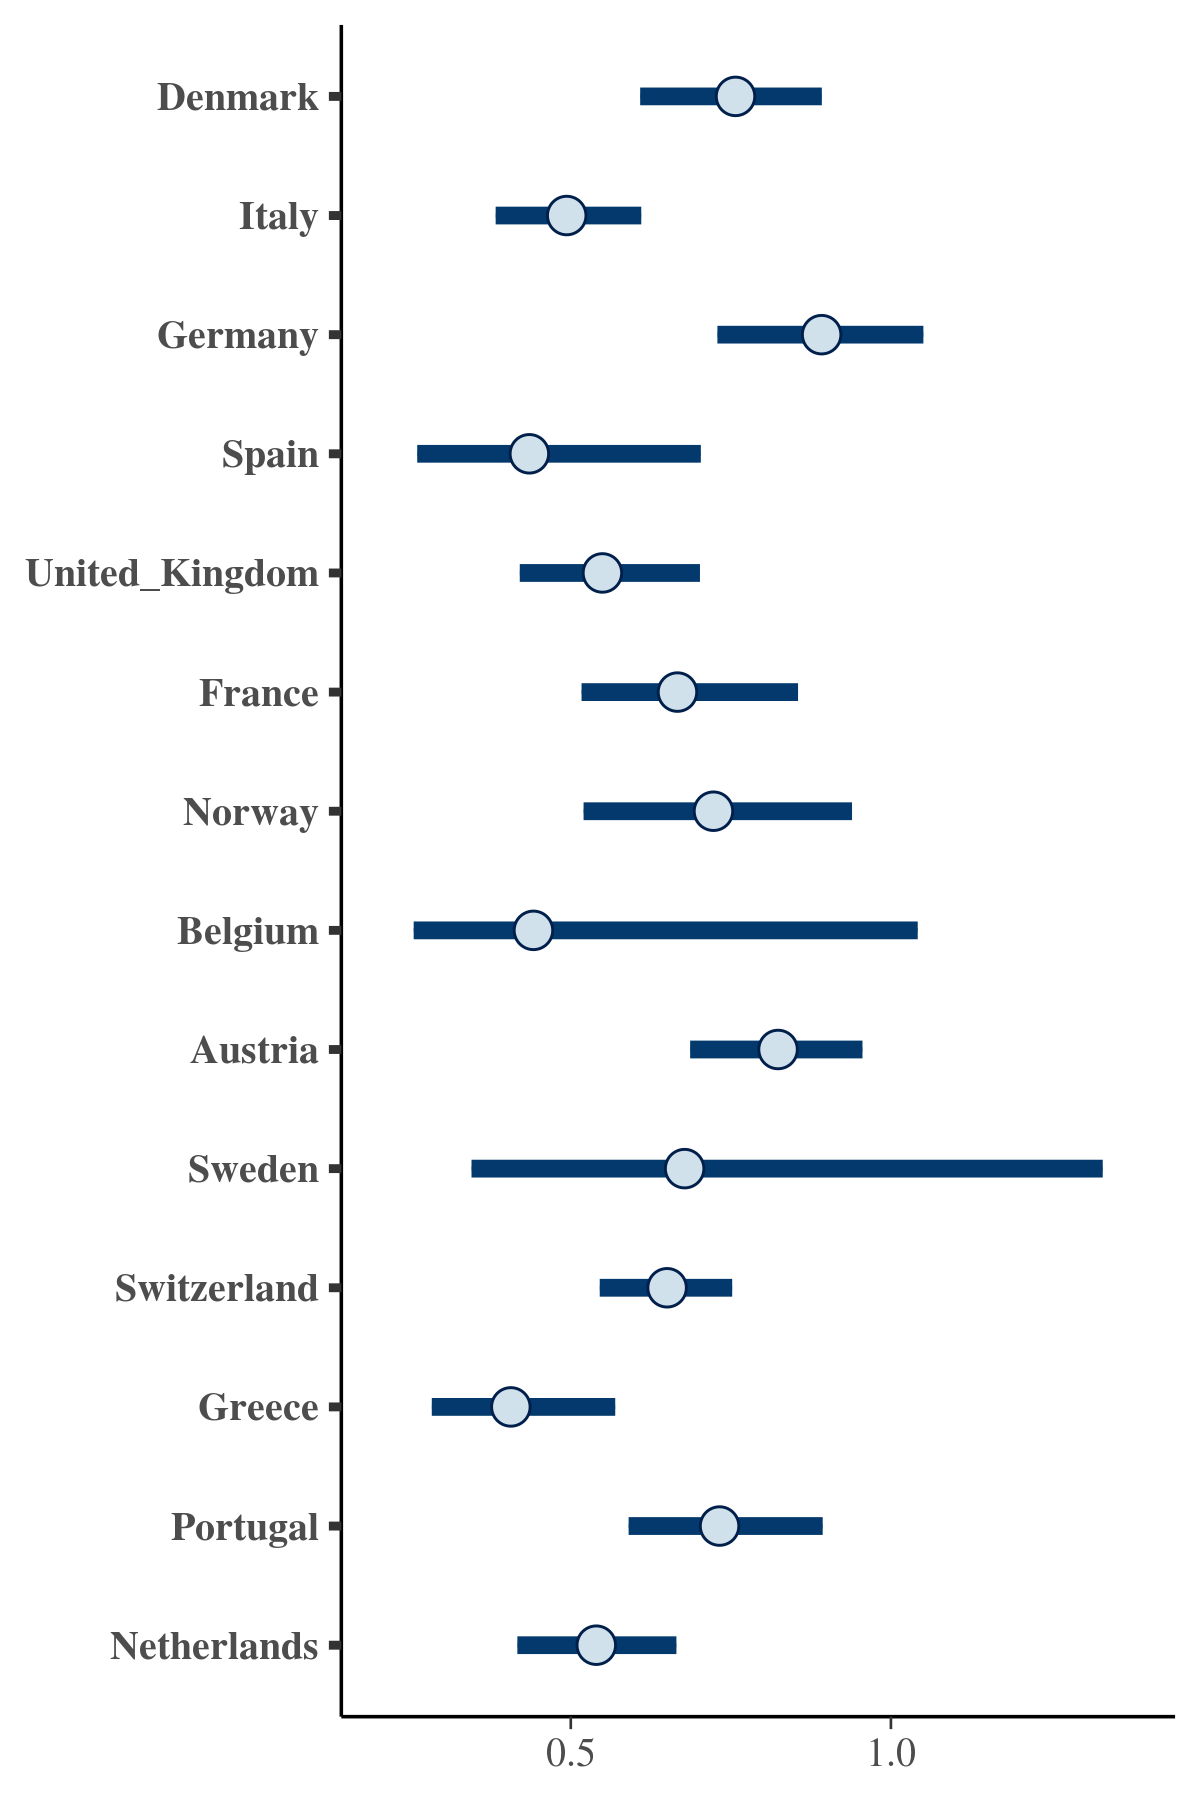 Denmark
Italy
Germany
Spain
United_Kingdom
France
Norway
Belgium
Austria
Sweden
Switzerland
Greece
Portugal
Netherlands
0.5 1.0